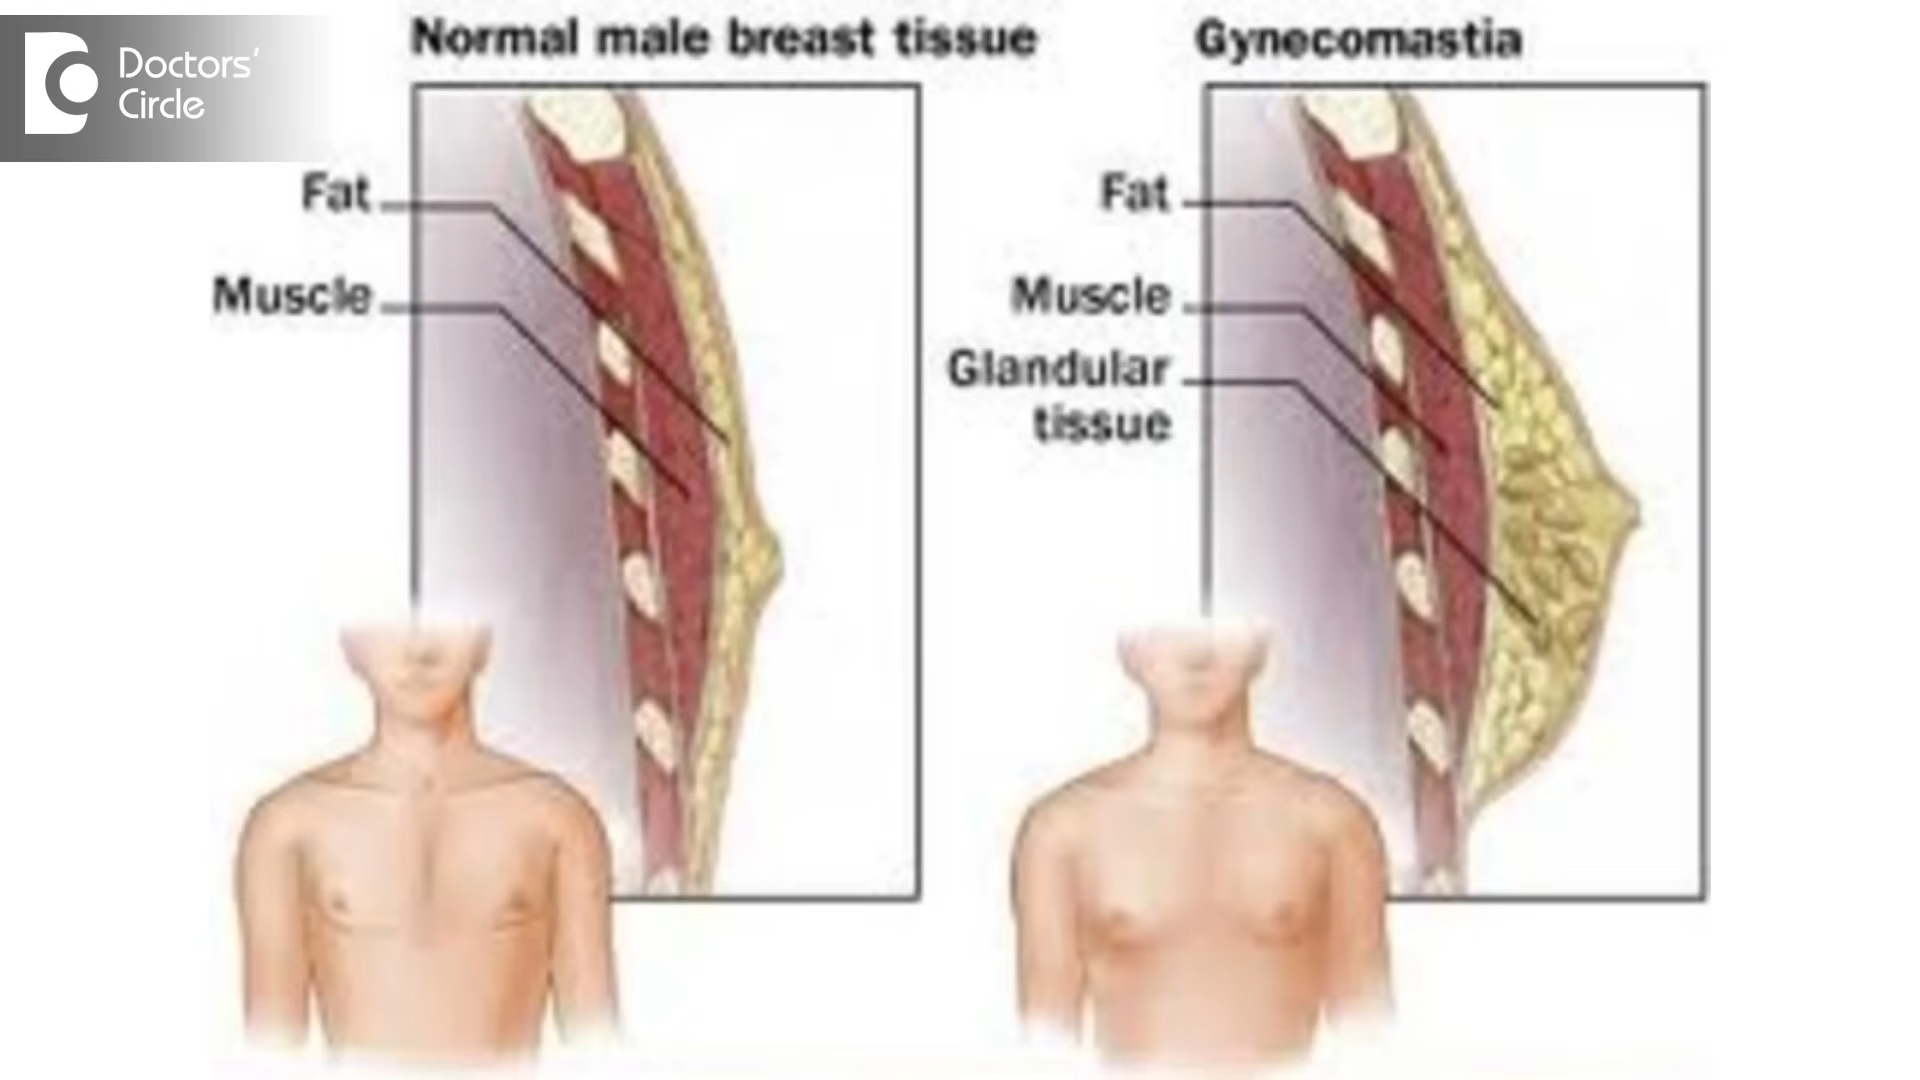 Doctors'
Circle
Normal male breast tissue
Fat
Muscle
Gynecomastia
Fat
Muscle
Glandular
tissue